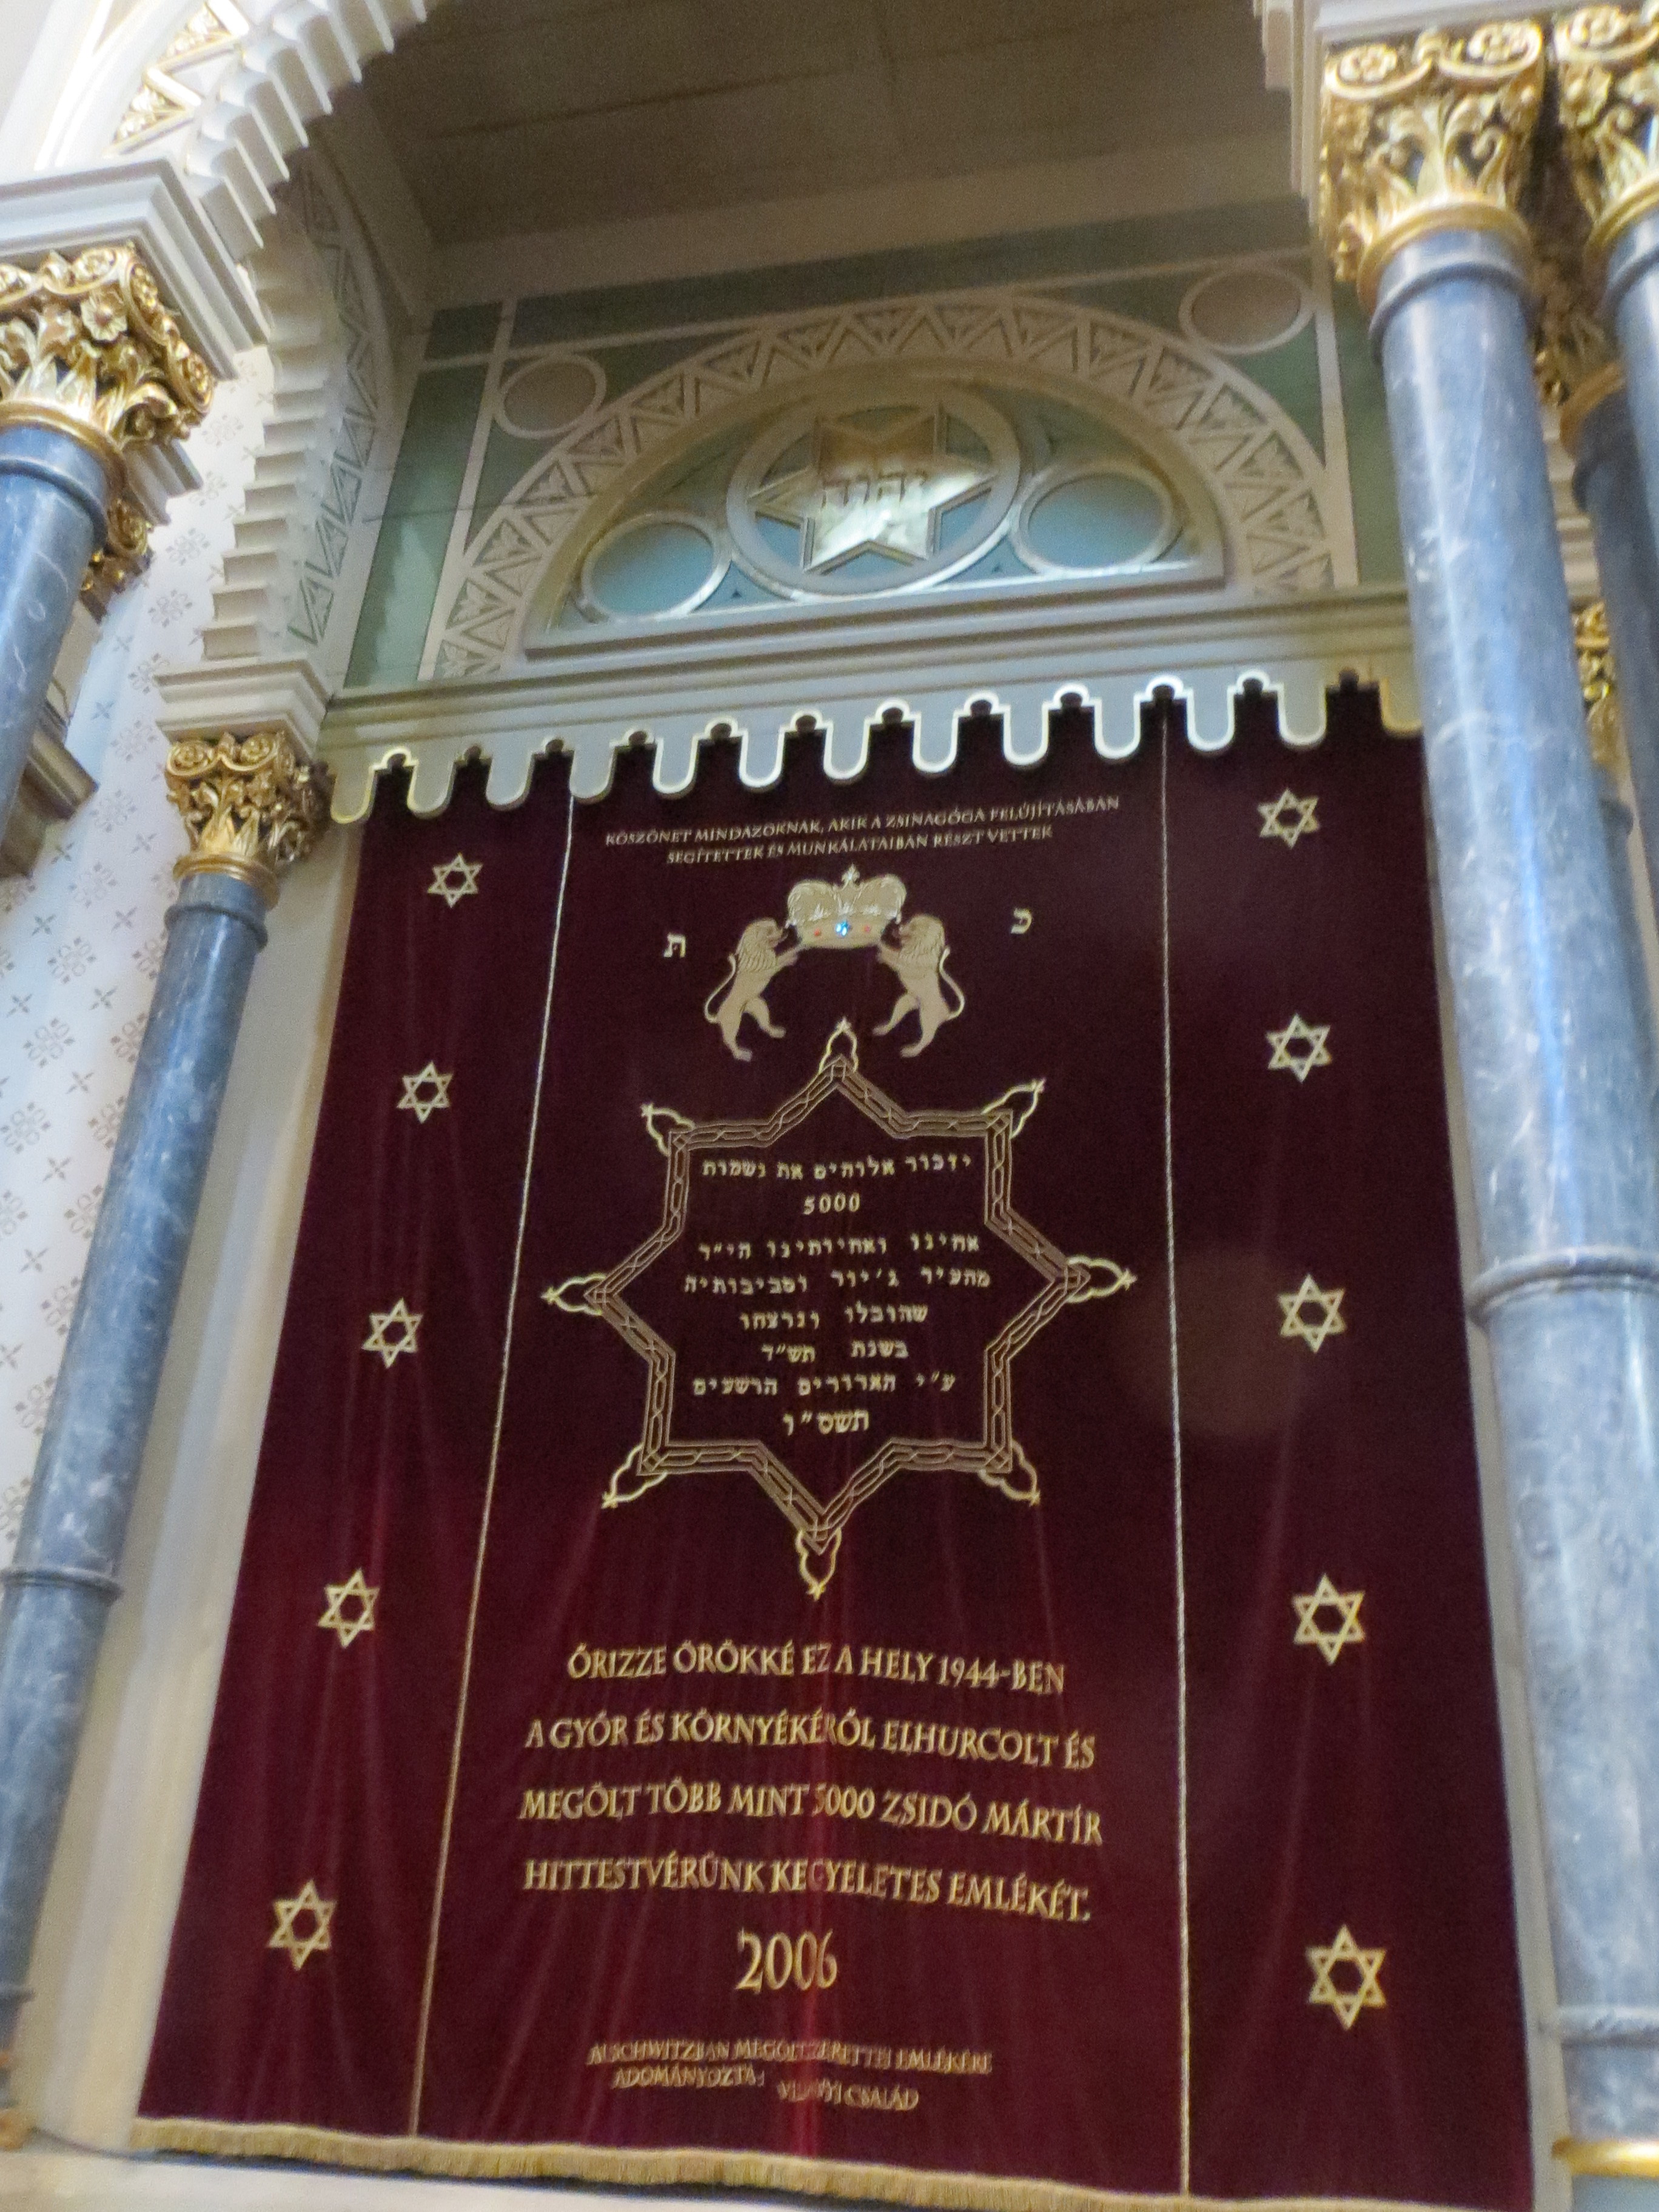 יהוה
KÖSZÖNET MINDAZOKNAK, AKIK A ZSINAGÓGA FELÚJÍTÁSÁBAN
SEGÍTETTEK ÉS MUNKÁLATAIBAN RÉSZT VETTEK
כ ת
יזכור אלוהים את נשמות
5000
אחינו ואחיותינו הי״ד
מהעיר ג׳יור וסביבותיה
שהובלו ונרצחו
בשנת תש״ד
ע״י הארורים הרשעים
תשס״ו
ŐRIZZE ÖRÖKKÉ EZ A HELY 1944-BEN
A GYŐR ÉS KÖRNYÉKÉRŐL ELHURCOLT ÉS
MEGÖLT TÖBB MINT 5000 ZSIDÓ MÁRTÍR
HITTESTVÉRÜNK KEGYELETES EMLÉKÉT.
2006
AUSCHWITZBAN MEGÖLT SZERETTEI EMLÉKÉRE
ADOMÁNYOZTA: CSALÁD